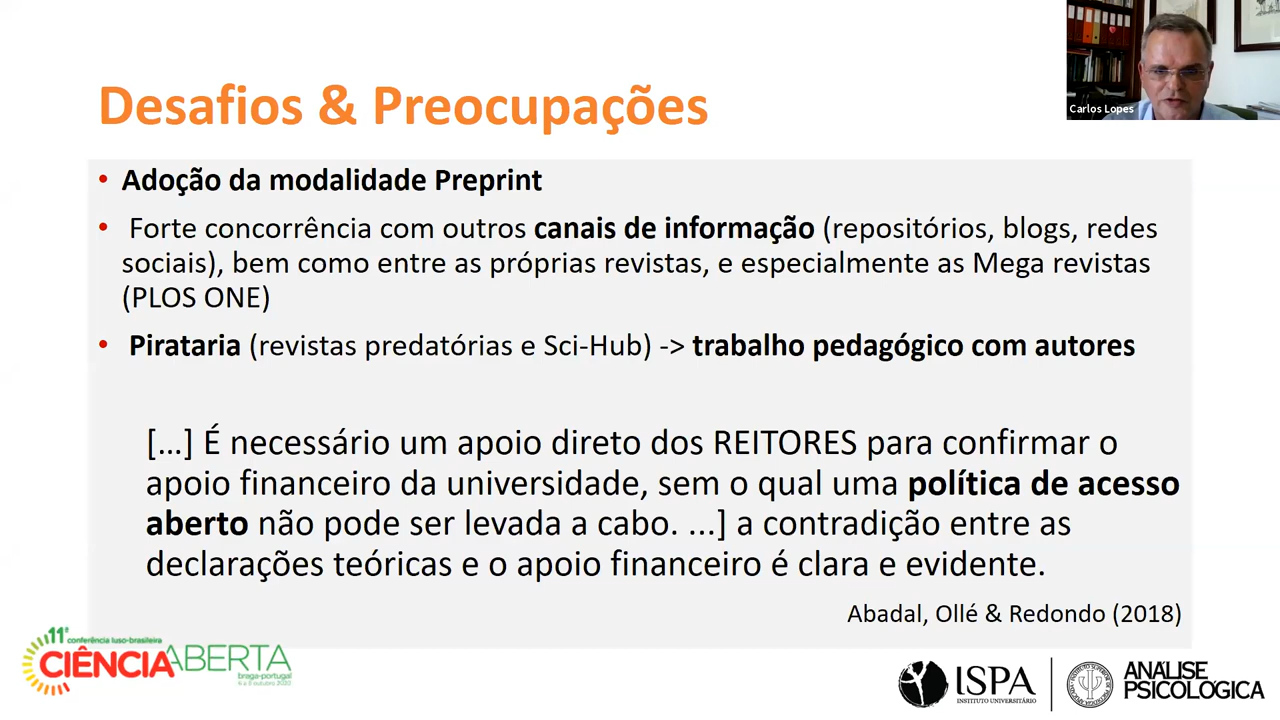 Carlos Lopes
Desafios & Preocupações
• Adoção da modalidade Preprint
• Forte concorrência com outros canais de informação (repositórios, blogs, redes
sociais), bem como entre as próprias revistas, e especialmente as Mega revistas
(PLOS ONE)
• Pirataria (revistas predatórias e Sci-Hub) -> trabalho pedagógico com autores
[...] É necessário um apoio direto dos REITORES para confirmar o
apoio financeiro da universidade, sem o qual uma política de acesso
aberto não pode ser levada a cabo. ...] a contradição entre as
declarações teóricas e o apoio financeiro é clara e evidente.
Abadal, Ollé & Redondo (2018)
11ª conferência luso-brasileira
CIÊNCIAABERTA
braga-portugal
outubro 2020
ISPA
INSTITUTO UNIVERSITÁRIO
ANÁLISE
PSICOLÓGICA